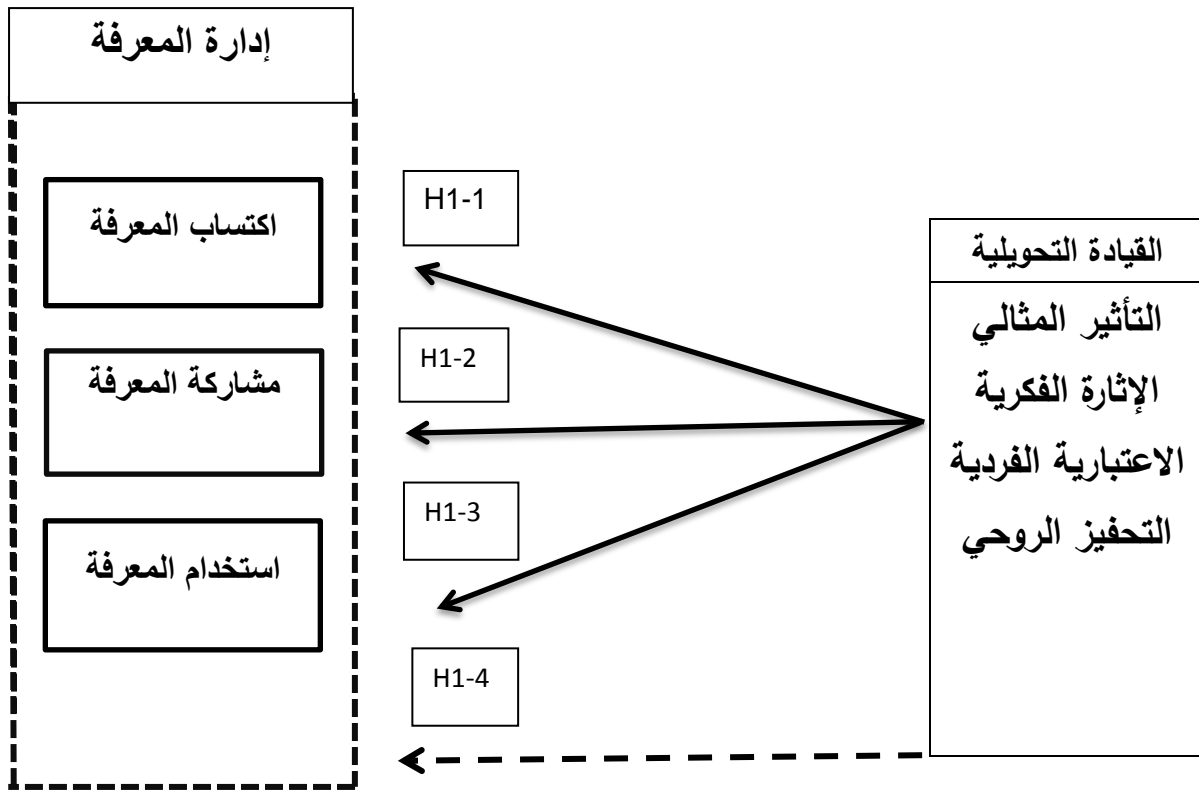 إدارة المعرفة
اكتساب المعرفة
مشاركة المعرفة
استخدام المعرفة
H1-1
H1-2
H1-3
H1-4
القيادة التحويلية
التأثير المثالي
الإثارة الفكرية
الاعتبارية الفردية
التحفيز الروحي